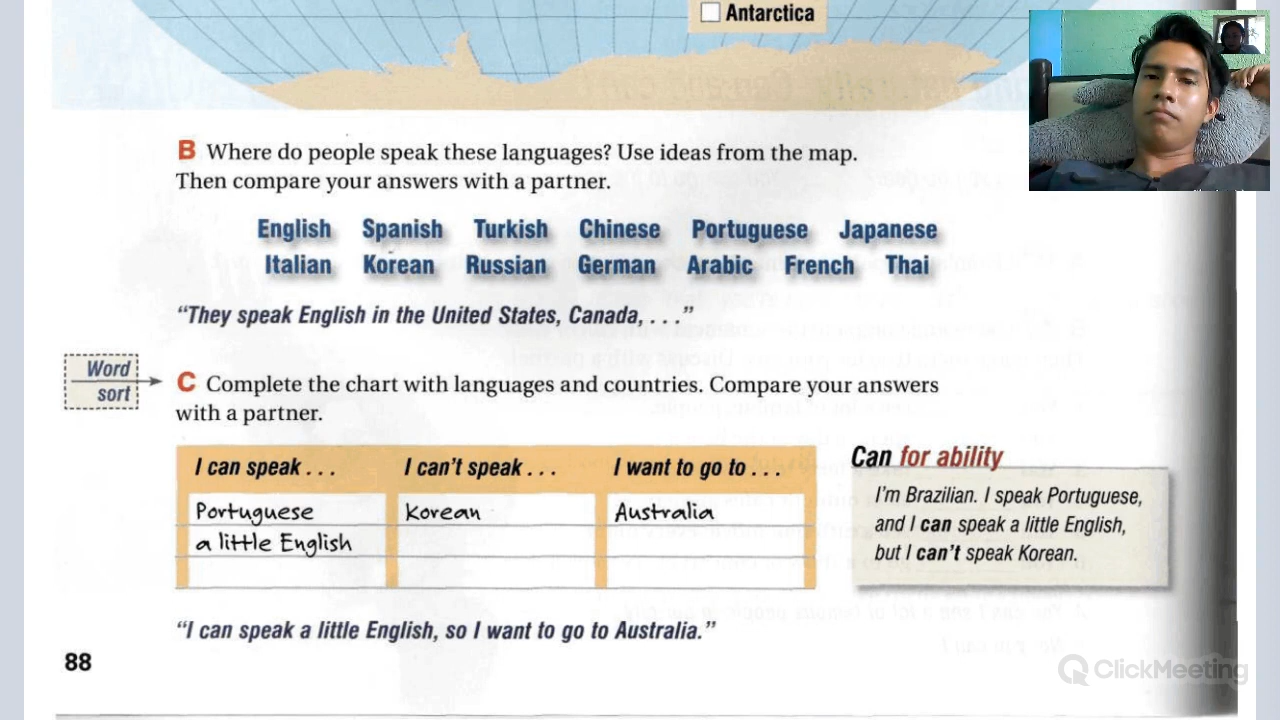 Antarctica
B Where do people speak these languages? Use ideas from the map.
Then compare your answers with a partner.
English Spanish Turkish Chinese Portuguese Japanese
Italian Korean Russian German Arabic French Thai
“They speak English in the United States, Canada, . . .”
Word
sort
C Complete the chart with languages and countries. Compare your answers
with a partner.
I can speak . . . I can’t speak . . . I want to go to . . .
Portuguese Korean Australia
a little English
Can for ability
I’m Brazilian. I speak Portuguese,
and I can speak a little English,
but I can’t speak Korean.
“I can speak a little English, so I want to go to Australia.”
88
ClickMeeting